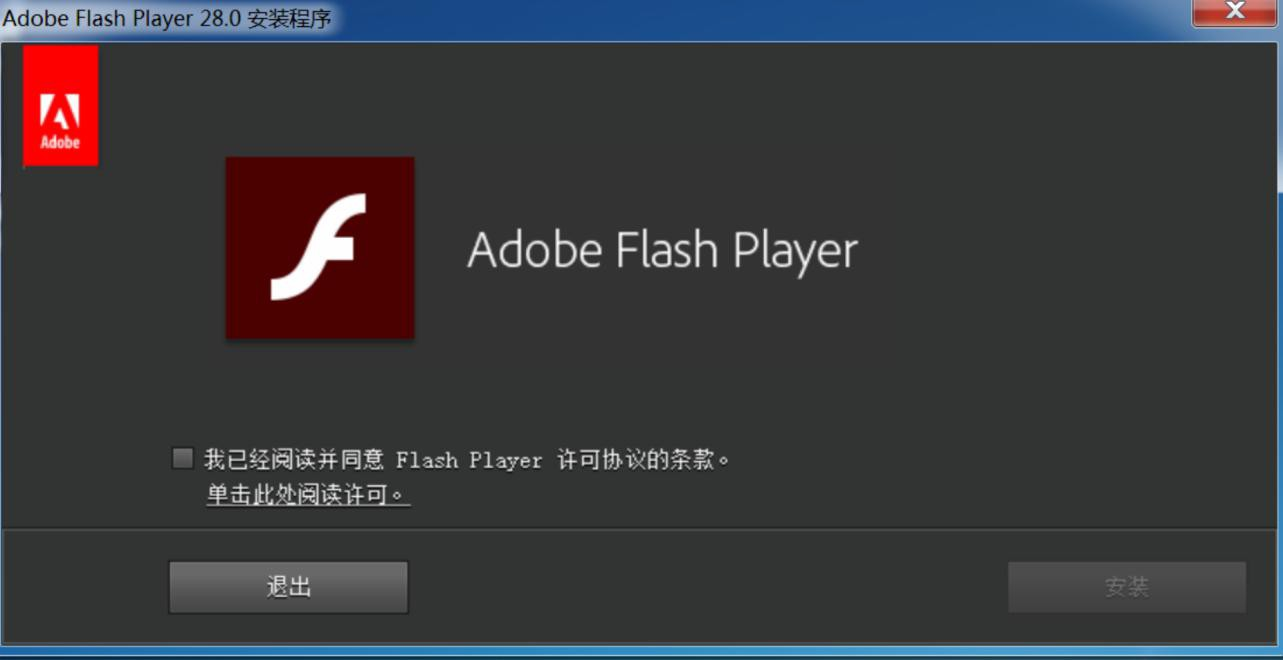 Adobe Flash Player 28.0 安装程序
Adobe
Adobe Flash Player
我已经阅读并同意 Flash Player 许可协议的条款。
单击此处阅读许可。
退出
安装